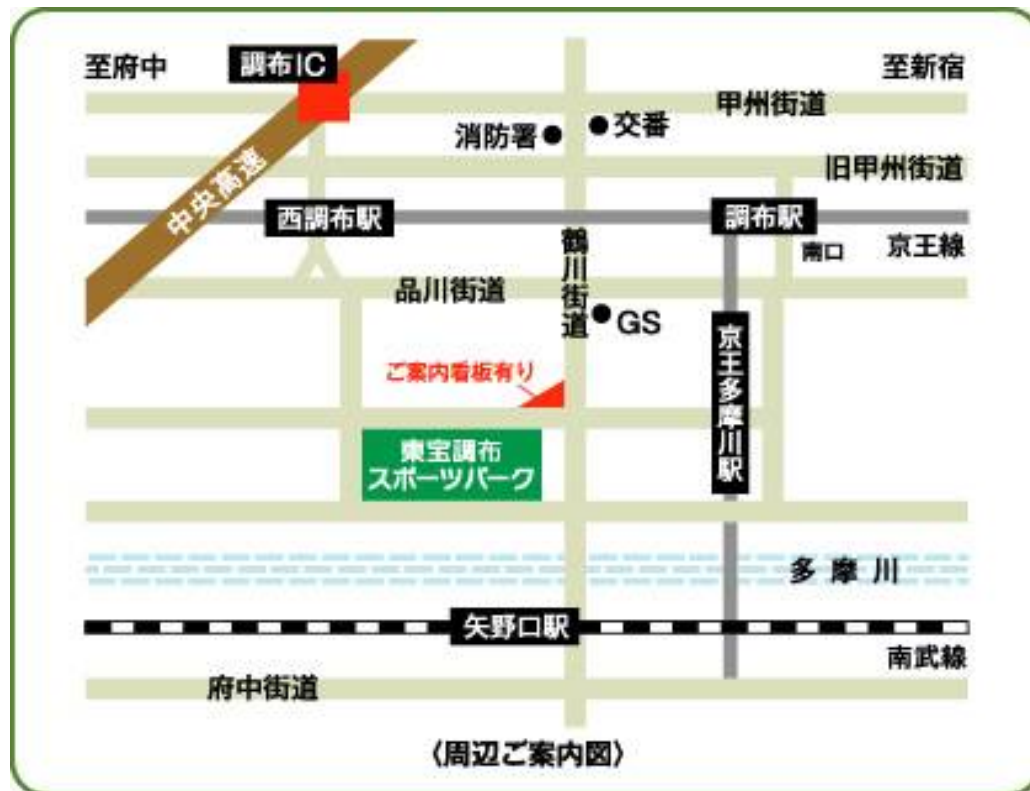 至府中
調布IC
至新宿
甲州街道
消防署
交番
中央高速
旧甲州街道
西調布駅
調布駅
鶴川街道
南口
京王線
品川街道
GS
京王多摩川駅
ご案内看板有り
東宝調布
スポーツパーク
多摩川
矢野口駅
南武線
府中街道
〈周辺ご案内図〉